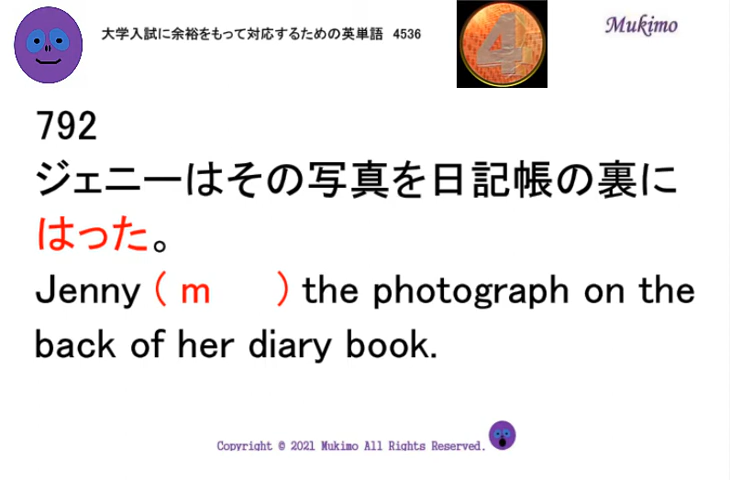 大学入試に余裕をもって対応するための英単語 4536
4
Mukimo
792
ジェニーはその写真を日記帳の裏に
はった。
Jenny ( m ) the photograph on the
back of her diary book.
Copyright © 2021 Mukimo All Rights Reserved.